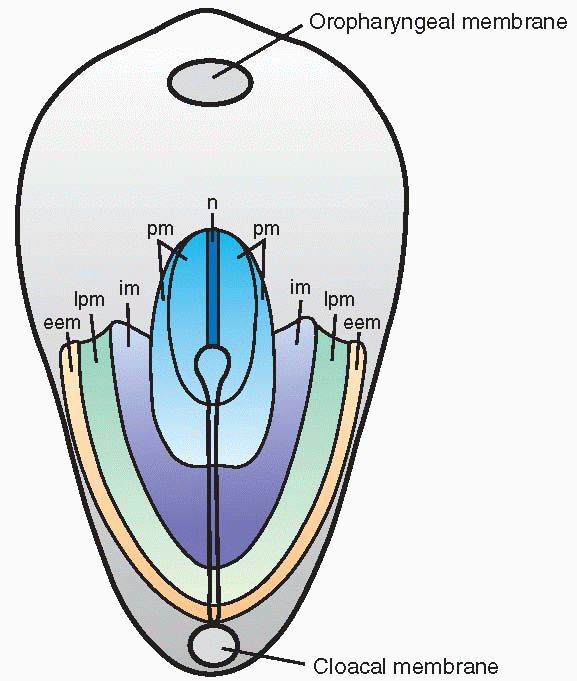 Oropharyngeal membrane
n
pm pm
im im
lpm lpm
eem eem
Cloacal membrane